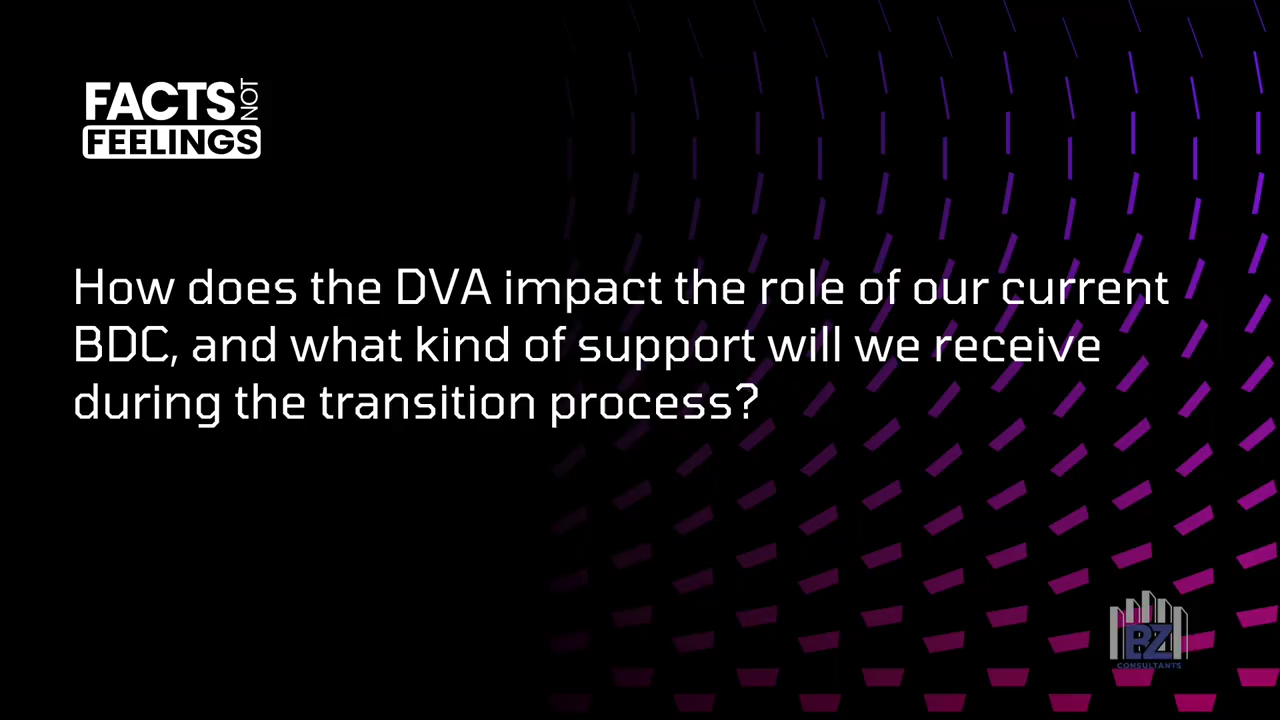 FACTS NOT
FEELINGS
How does the DVA impact the role of our current
BDC, and what kind of support will we receive
during the transition process?
BZ
CONSULTANTS